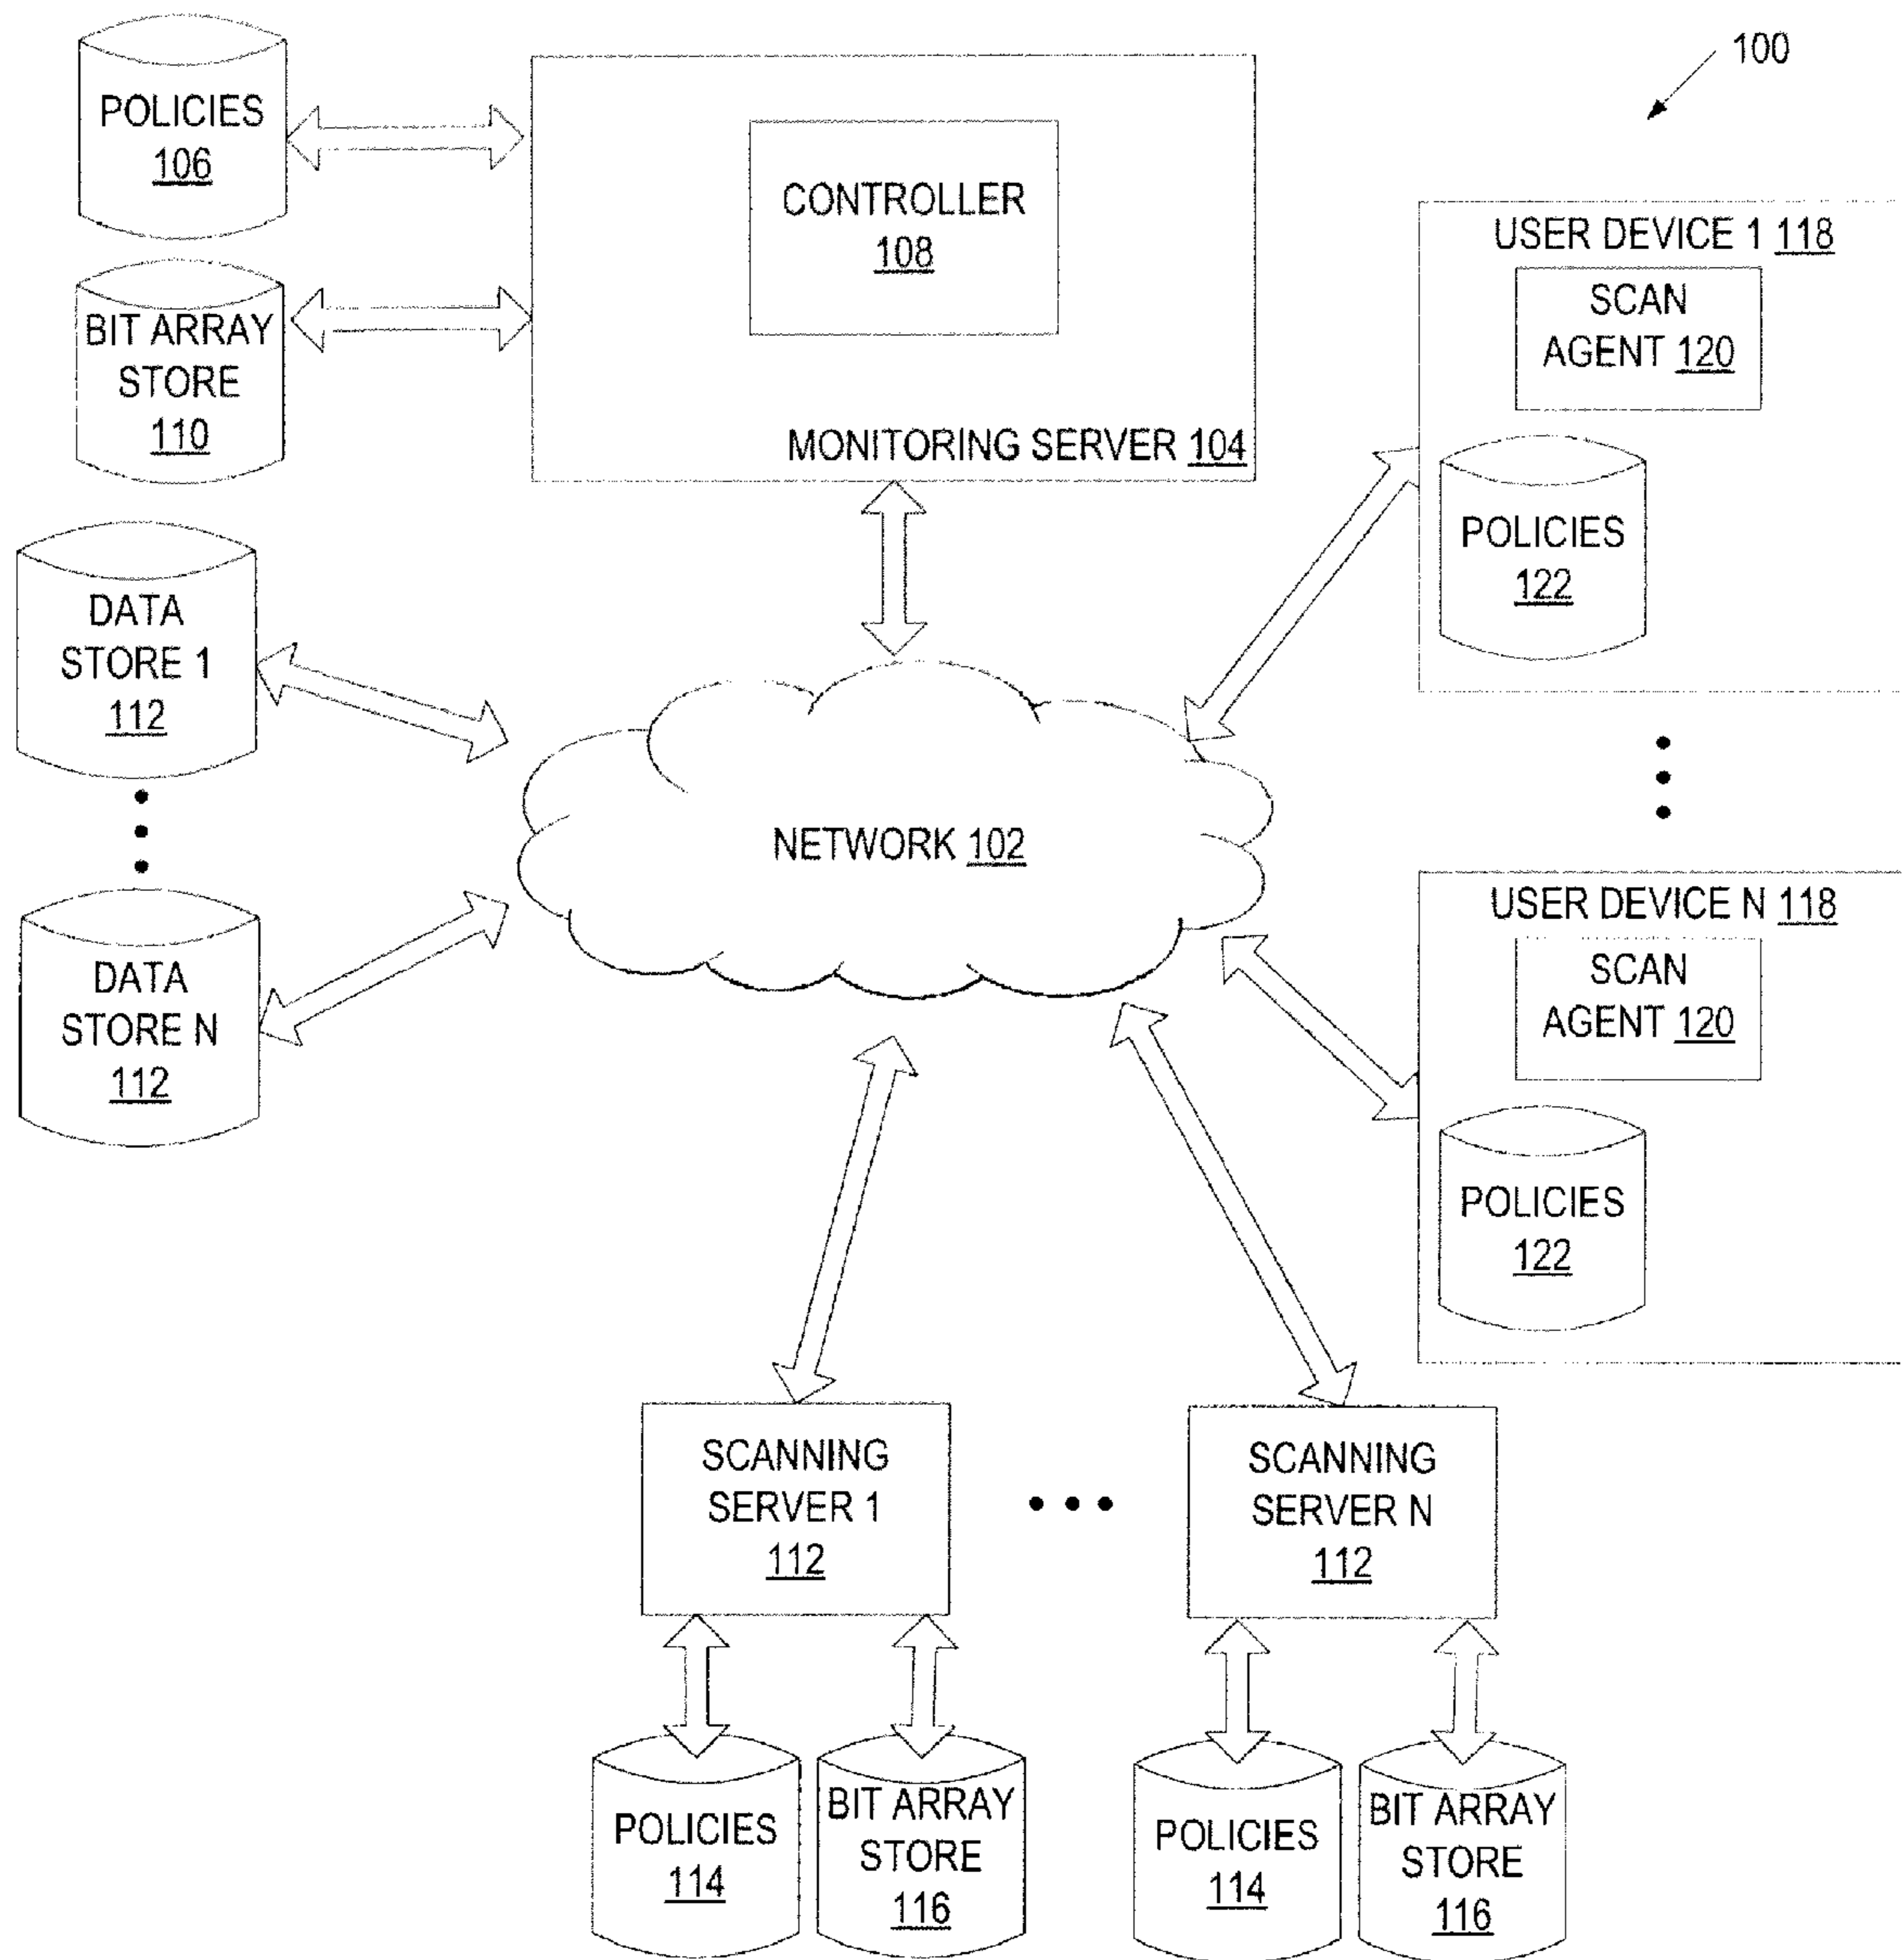 100
POLICIES
106
CONTROLLER
108
BIT ARRAY
STORE
110
MONITORING SERVER 104
USER DEVICE 1 118
SCAN
AGENT 120
POLICIES
122
DATA
STORE 1
112
NETWORK 102
DATA
STORE N
112
USER DEVICE N 118
SCAN
AGENT 120
POLICIES
122
SCANNING
SERVER 1
112
SCANNING
SERVER N
112
POLICIES
114
BIT ARRAY
STORE
116
POLICIES
114
BIT ARRAY
STORE
116